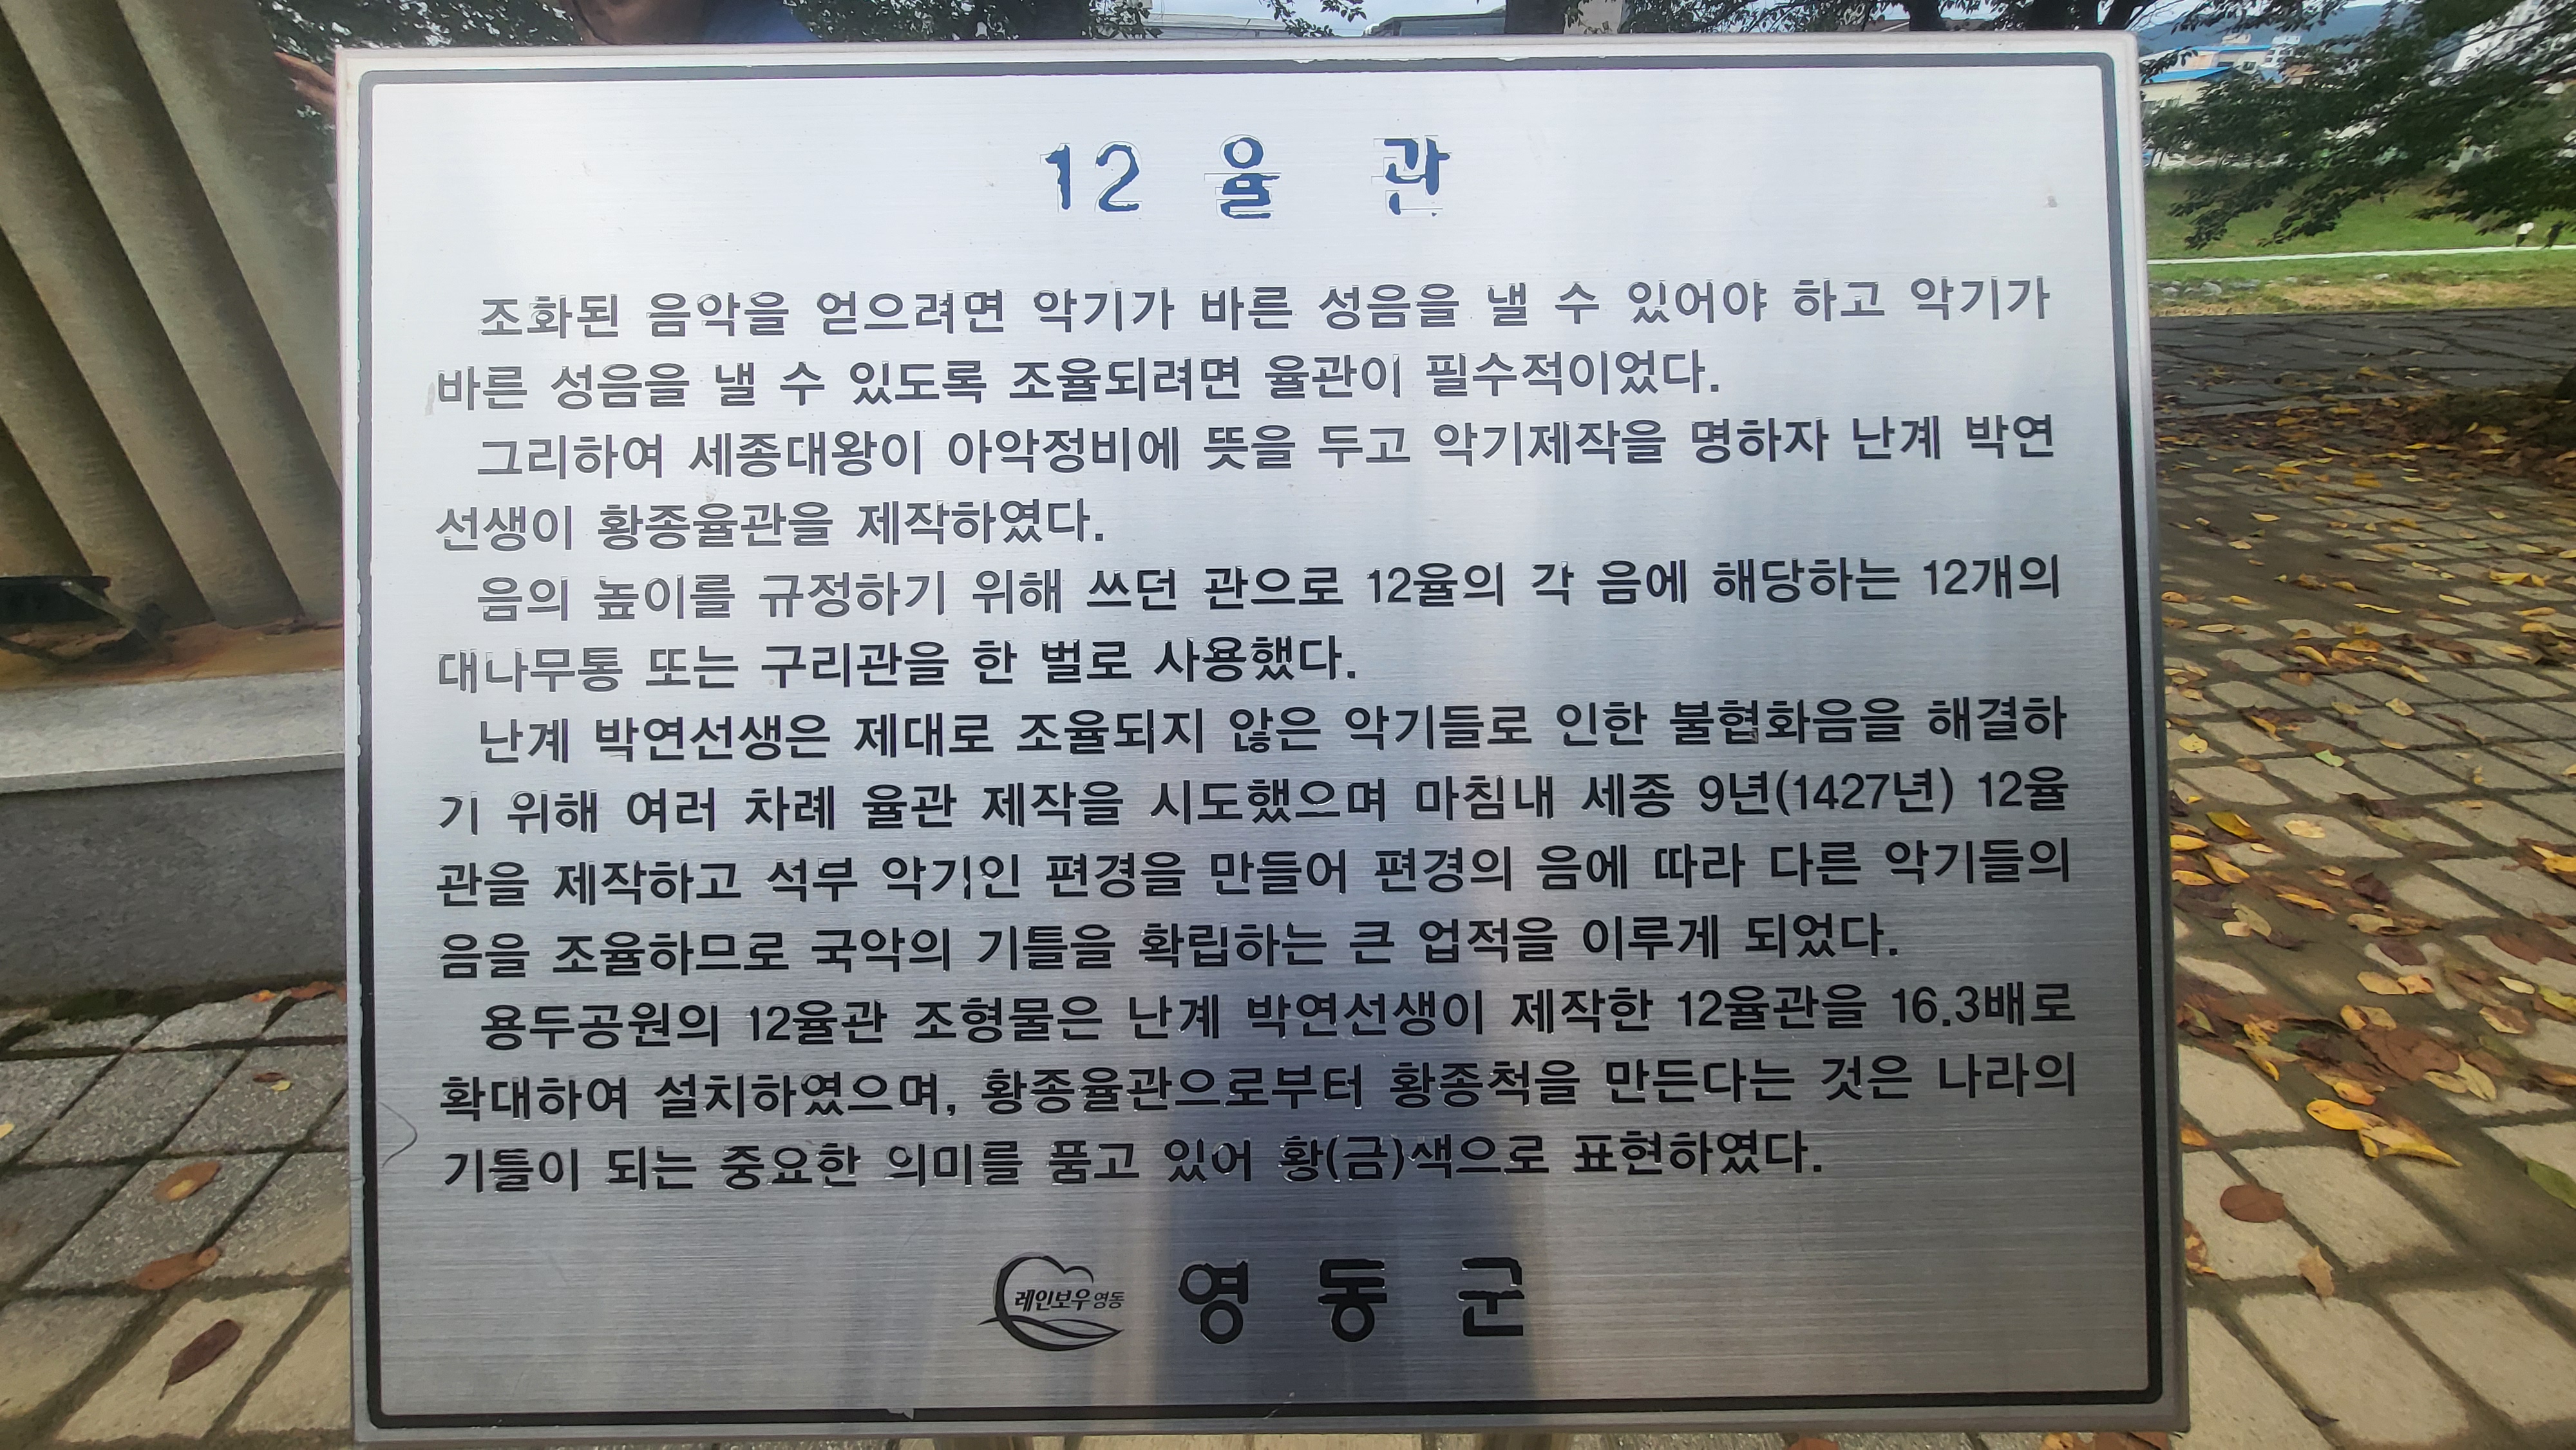 12 율 관
조화된 음악을 얻으려면 악기가 바른 성음을 낼 수 있어야 하고 악기가
바른 성음을 낼 수 있도록 조율되려면 율관이 필수적이었다.
그리하여 세종대왕이 아악정비에 뜻을 두고 악기제작을 명하자 난계 박연
선생이 황종율관을 제작하였다.
음의 높이를 규정하기 위해 쓰던 관으로 12율의 각 음에 해당하는 12개의
대나무통 또는 구리관을 한 벌로 사용했다.
난계 박연선생은 제대로 조율되지 않은 악기들로 인한 불협화음을 해결하
기 위해 여러 차례 율관 제작을 시도했으며 마침내 세종 9년(1427년) 12율
관을 제작하고 석부 악기인 편경을 만들어 편경의 음에 따라 다른 악기들의
음을 조율하므로 국악의 기틀을 확립하는 큰 업적을 이루게 되었다.
용두공원의 12율관 조형물은 난계 박연선생이 제작한 12율관을 16.3배로
확대하여 설치하였으며, 황종율관으로부터 황종척을 만든다는 것은 나라의
기틀이 되는 중요한 의미를 품고 있어 황(금)색으로 표현하였다.
레인보우영동 영 동 군